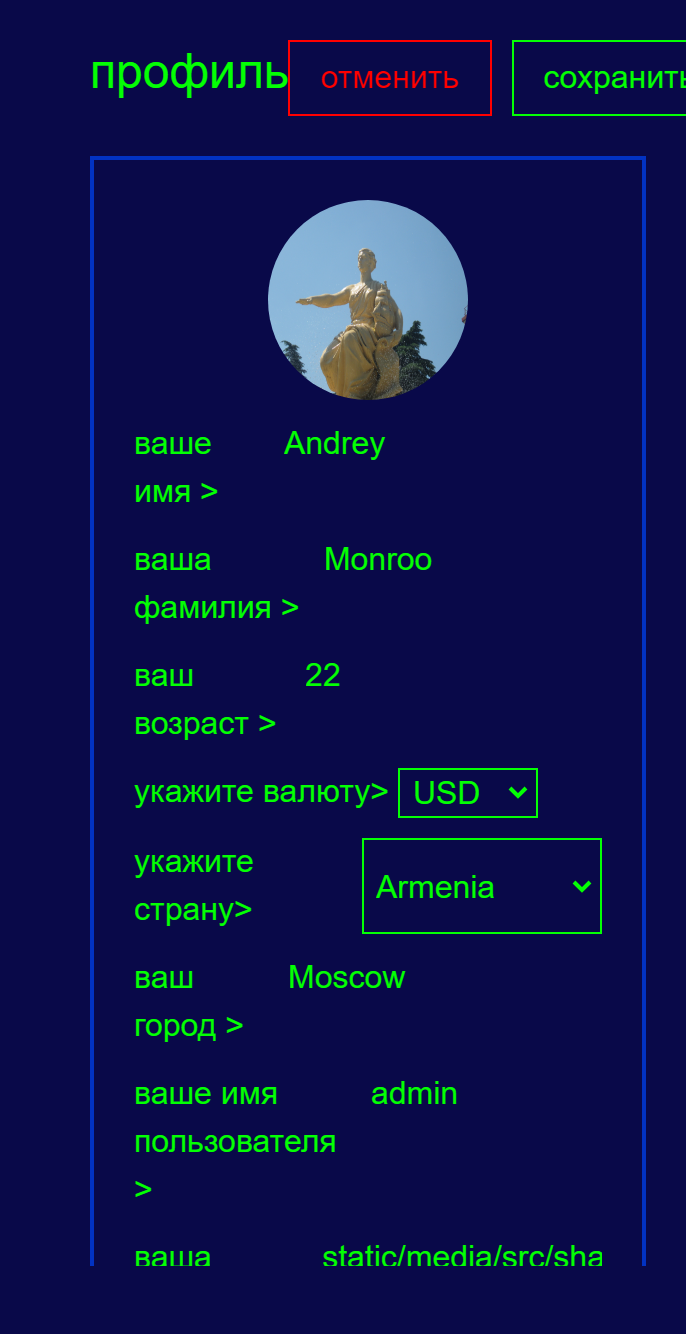 профиль отменить сохранить
ваше Andrey
имя >
ваша Monroo
фамилия >
ваш 22
возраст >
укажите валюту> USD
укажите
страну> Armenia
ваш Moscow
город >
ваше имя admin
пользователя
>
ваша static/media/src/sha